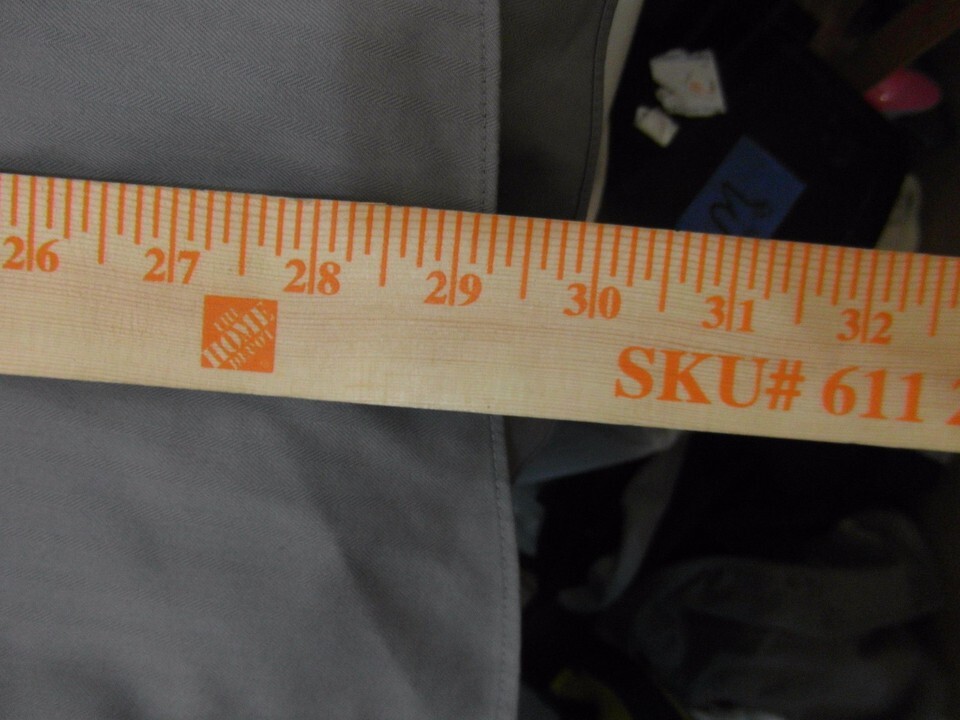 26 27 28 29 30 31 32
THE
HOME
DEPOT
SKU# 611